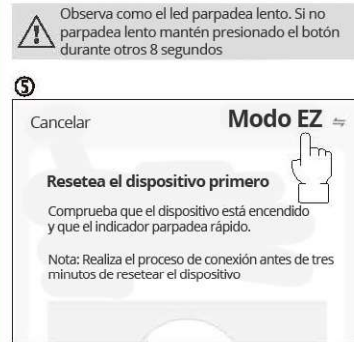 Observa como el led parpadea lento. Si no
parpadea lento mantén presionado el botón
durante otros 8 segundos
⑤
Cancelar Modo EZ ⇋
Resetea el dispositivo primero
Comprueba que el dispositivo está encendido
y que el indicador parpadea rápido.
Nota: Realiza el proceso de conexión antes de tres
minutos de resetear el dispositivo